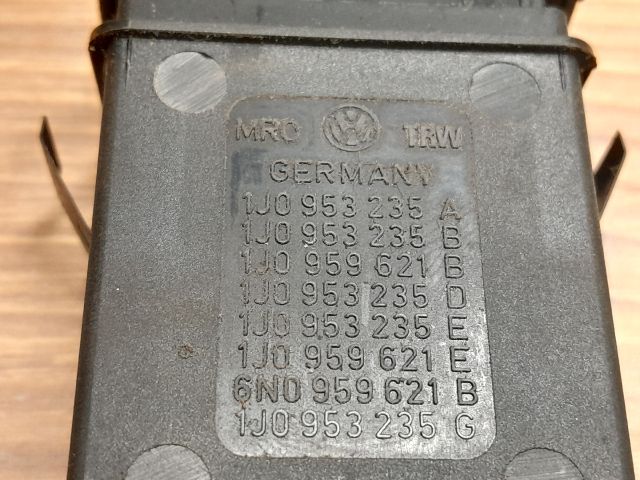 MRC VW TRW
GERMANY
1J0 953 235 A
1J0 953 235 B
1J0 959 621 B
1J0 953 235 D
1J0 953 235 E
1J0 959 621 E
6N0 959 621 B
1J0 953 235 G